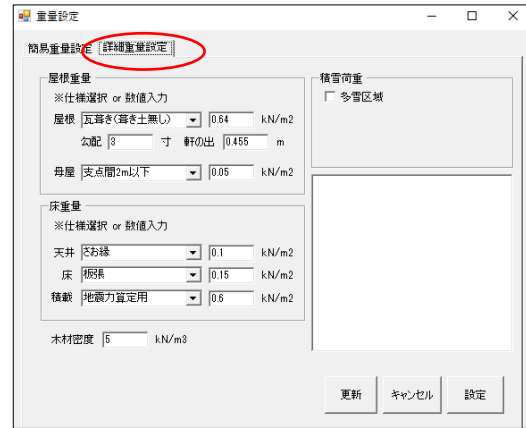 重量設定
簡易重量設定 詳細重量設定
屋根重量
※仕様選択 or 数値入力
屋根 瓦葺き(葺き土無し) 0.64 kN/m2
勾配 3 寸 軒の出 0.455 m
母屋 支点間2m以下 0.05 kN/m2
床重量
※仕様選択 or 数値入力
天井 さお縁 0.1 kN/m2
床 板張 0.15 kN/m2
積載 地震力算定用 0.6 kN/m2
木材密度 5 kN/m3
積雪荷重
多雪区域
更新 キャンセル 設定